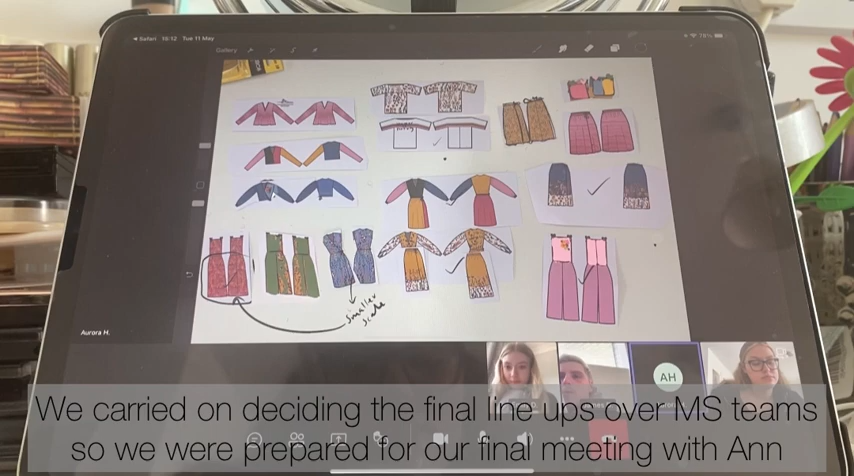 Safari 16:12 Tue 11 May
78%
Gallery
smaller
scale
Aurora H.
AH
We carried on deciding the final line ups over MS teams
so we were prepared for our final meeting with Ann